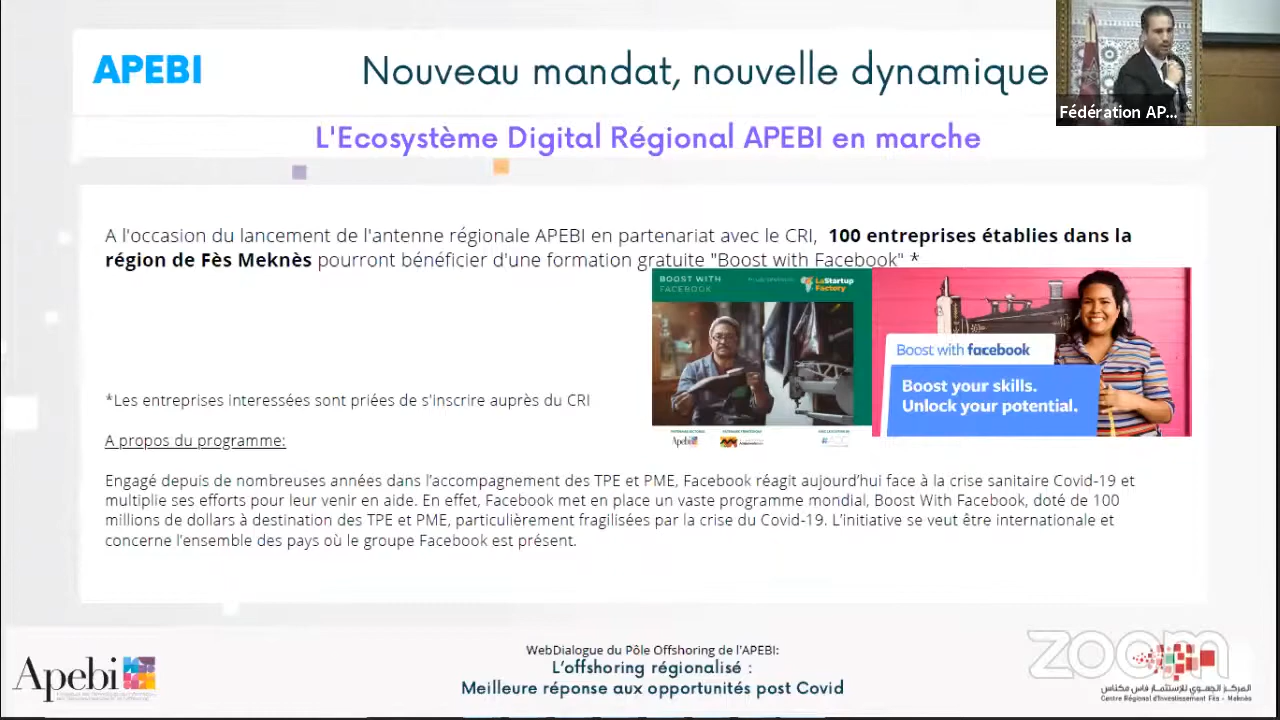 APEBI
Nouveau mandat, nouvelle dynamique
Fédération AP...
L'Ecosystème Digital Régional APEBI en marche
A l'occasion du lancement de l'antenne régionale APEBI en partenariat avec le CRI, 100 entreprises établies dans la
région de Fès Meknès pourront bénéficier d'une formation gratuite "Boost with Facebook" *
BOOST WITH
FACEBOOK
LaStartup
Factory
Boost with facebook
Boost your skills.
Unlock your potential.
Apebi
*Les entreprises interessées sont priées de s'inscrire auprès du CRI
A propos du programme:
Engagé depuis de nombreuses années dans l’accompagnement des TPE et PME, Facebook réagit aujourd’hui face à la crise sanitaire Covid-19 et
multiplie ses efforts pour leur venir en aide. En effet, Facebook met en place un vaste programme mondial, Boost With Facebook, doté de 100
millions de dollars à destination des TPE et PME, particulièrement fragilisées par la crise du Covid-19. L’initiative se veut être internationale et
concerne l’ensemble des pays où le groupe Facebook est présent.
Apebi
WebDialogue du Pôle Offshoring de l'APEBI:
L'offshoring régionalisé :
Meilleure réponse aux opportunités post Covid
zoom
المركز الجهوي للإستثمار فاس مكناس
Centre Régional d'Investissement Fès - Meknès